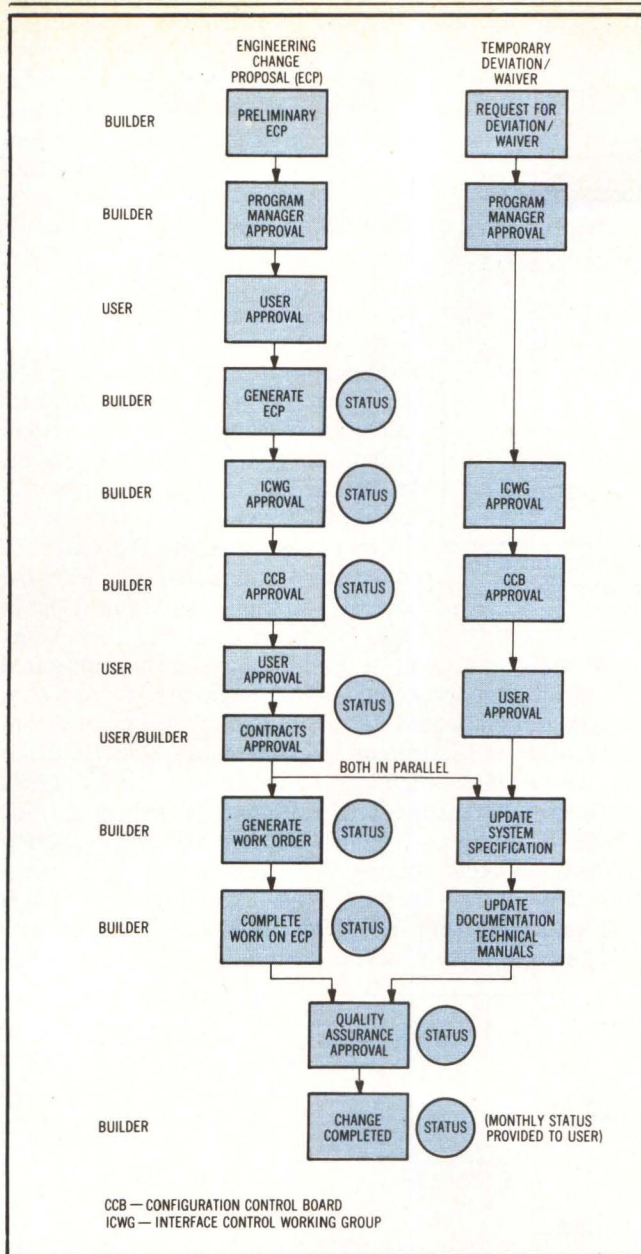 ENGINEERING
CHANGE
PROPOSAL (ECP)
TEMPORARY
DEVIATION/
WAIVER
BUILDER
PRELIMINARY
ECP
REQUEST FOR
DEVIATION/
WAIVER
BUILDER
PROGRAM
MANAGER
APPROVAL
PROGRAM
MANAGER
APPROVAL
USER
USER
APPROVAL
BUILDER
GENERATE
ECP
STATUS
BUILDER
ICWG
APPROVAL
STATUS
ICWG
APPROVAL
BUILDER
CCB
APPROVAL
STATUS
CCB
APPROVAL
USER
USER
APPROVAL
STATUS
USER
APPROVAL
USER/BUILDER
CONTRACTS
APPROVAL
BOTH IN PARALLEL
BUILDER
GENERATE
WORK ORDER
STATUS
UPDATE
SYSTEM
SPECIFICATION
BUILDER
COMPLETE
WORK ON ECP
STATUS
UPDATE
DOCUMENTATION
TECHNICAL
MANUALS
QUALITY
ASSURANCE
APPROVAL
STATUS
BUILDER
CHANGE
COMPLETED
STATUS
(MONTHLY STATUS
PROVIDED TO USER)
CCB — CONFIGURATION CONTROL BOARD
ICWG — INTERFACE CONTROL WORKING GROUP